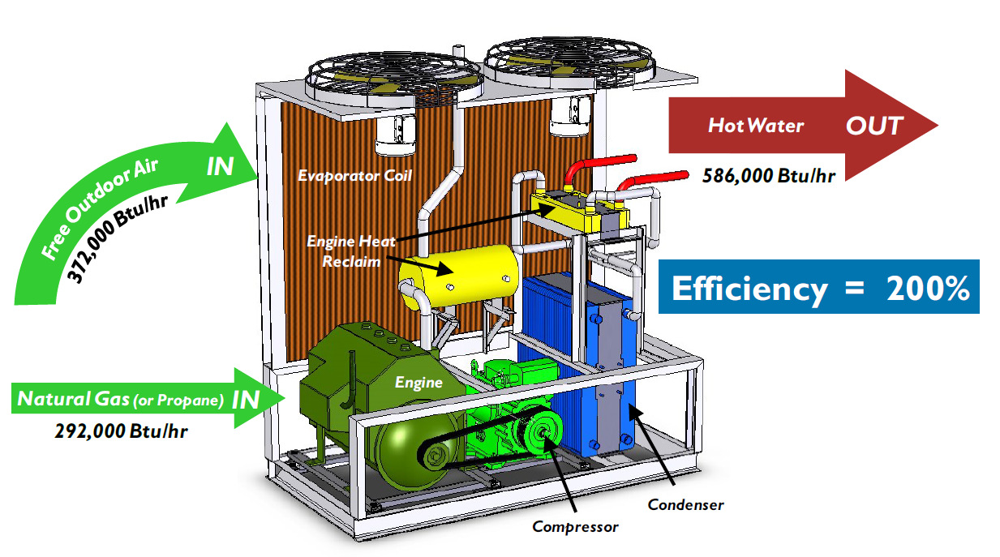 Hot Water OUT
586,000 Btu/hr
Free Outdoor Air IN
372,000 Btu/hr
Evaporator Coil
Engine Heat
Reclaim
Efficiency = 200%
Engine
Natural Gas (or Propane) IN
292,000 Btu/hr
Condenser
Compressor